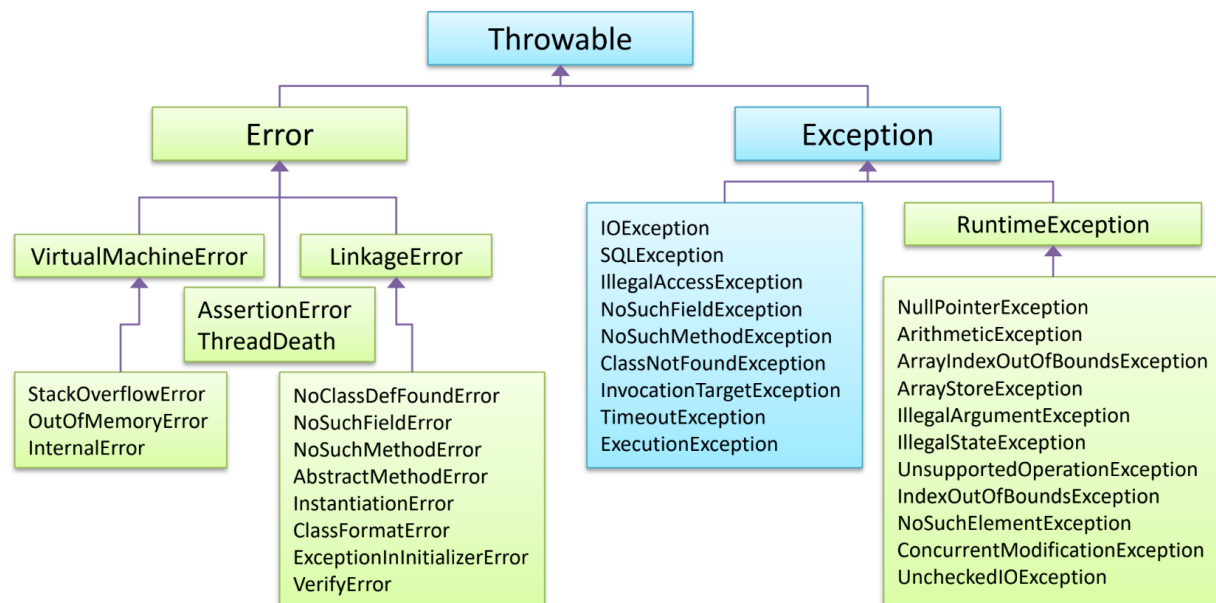 Throwable
Error
Exception
VirtualMachineError
LinkageError
AssertionError
ThreadDeath
StackOverflowError
OutOfMemoryError
InternalError
NoClassDefFoundError
NoSuchFieldError
NoSuchMethodError
AbstractMethodError
InstantiationError
ClassFormatError
ExceptionInInitializerError
VerifyError
IOException
SQLException
IllegalAccessException
NoSuchFieldException
NoSuchMethodException
ClassNotFoundException
InvocationTargetException
TimeoutException
ExecutionException
RuntimeException
NullPointerException
ArithmeticException
ArrayIndexOutOfBoundsException
ArrayStoreException
IllegalArgumentException
IllegalStateException
UnsupportedOperationException
IndexOutOfBoundsException
NoSuchElementException
ConcurrentModificationException
UncheckedIOException